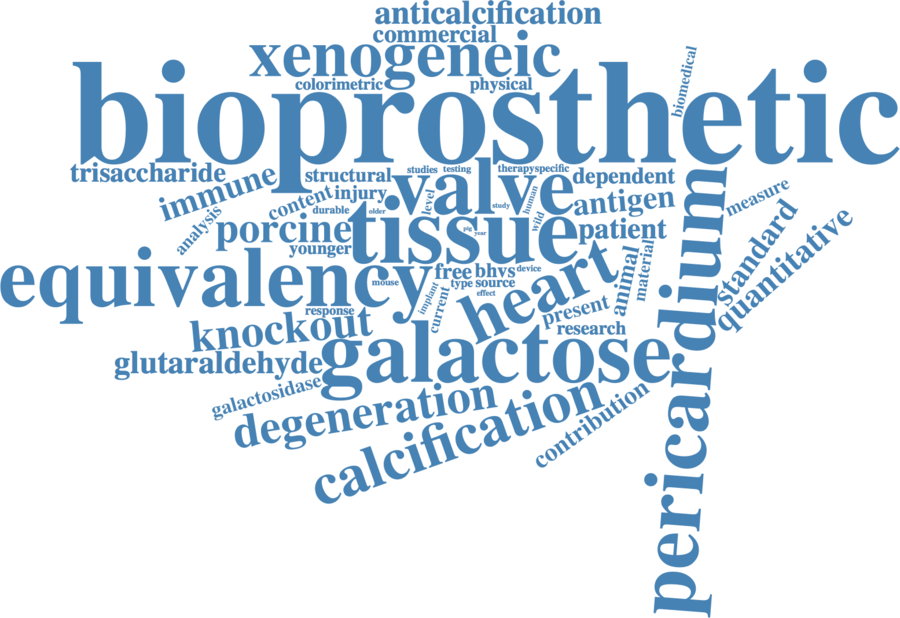 anticalcification
commercial
xenogeneic
colorimetric
physical
biomedical
bioprosthetic
trisaccharide
structural
studies
testing
therapyspecific
dependent
immune
content
injury
valve
level
study
human
wild
antigen
measure
analysis
durable
older
porcine
younger
tissue
pig
year
patient
pericardium
standard
quantitative
equivalency
mouse
free
bhvs
device
type
source
effect
implant
current
heart
animal
material
present
research
response
knockout
glutaraldehyde
galactose
galactosidase
degeneration
calcification
contribution